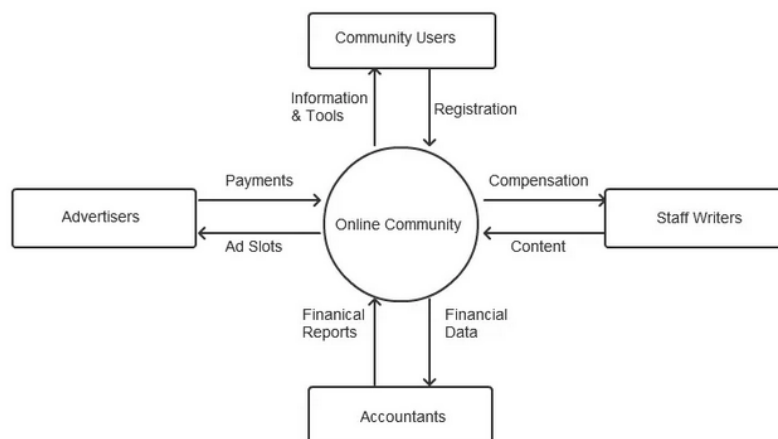 Community Users
Information
& Tools
Registration
Payments
Compensation
Advertisers
Online Community
Staff Writers
Ad Slots
Content
Finanical
Reports
Financial
Data
Accountants